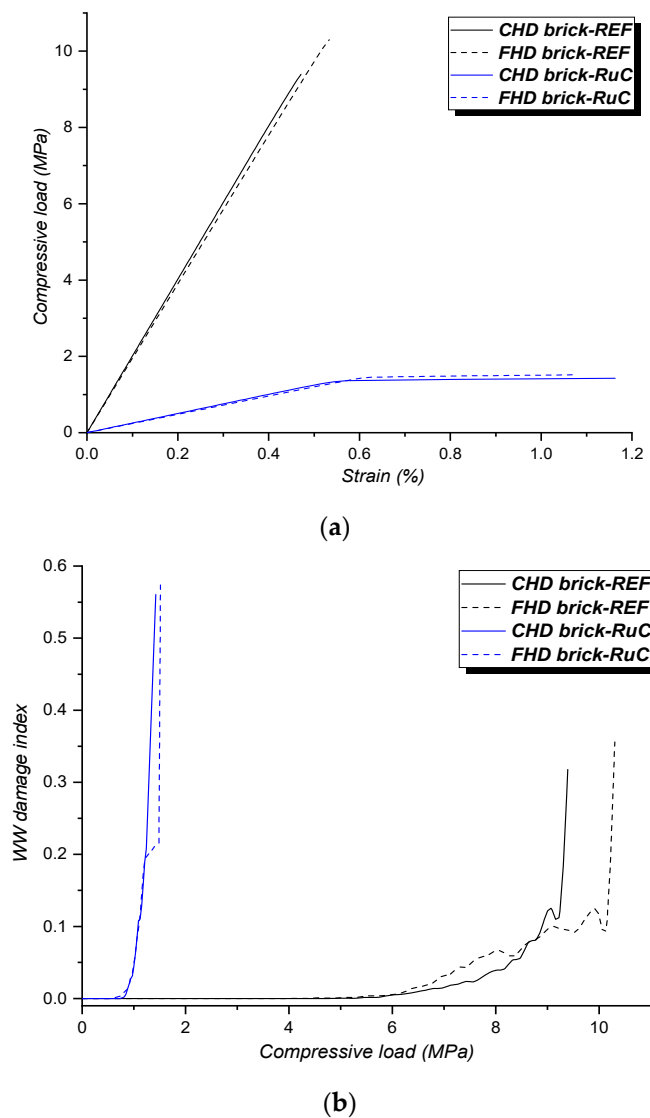 10
8
6
4
2
0
Compressive load (MPa)
CHD brick-REF
FHD brick-REF
CHD brick-RuC
FHD brick-RuC
0.0 0.2 0.4 0.6 0.8 1.0 1.2
Strain (%)
(a)
0.6
0.5
0.4
0.3
0.2
0.1
0.0
WW damage index
CHD brick-REF
FHD brick-REF
CHD brick-RuC
FHD brick-RuC
0 2 4 6 8 10
Compressive load (MPa)
(b)